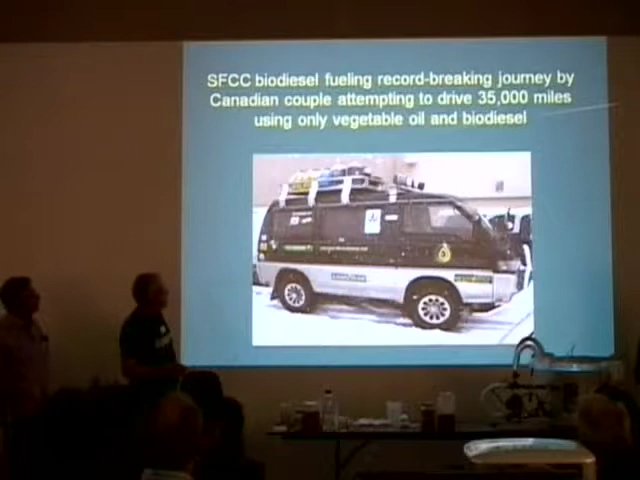 SFCC biodiesel fueling record-breaking journey by
Canadian couple attempting to drive 35,000 miles
using only vegetable oil and biodiesel